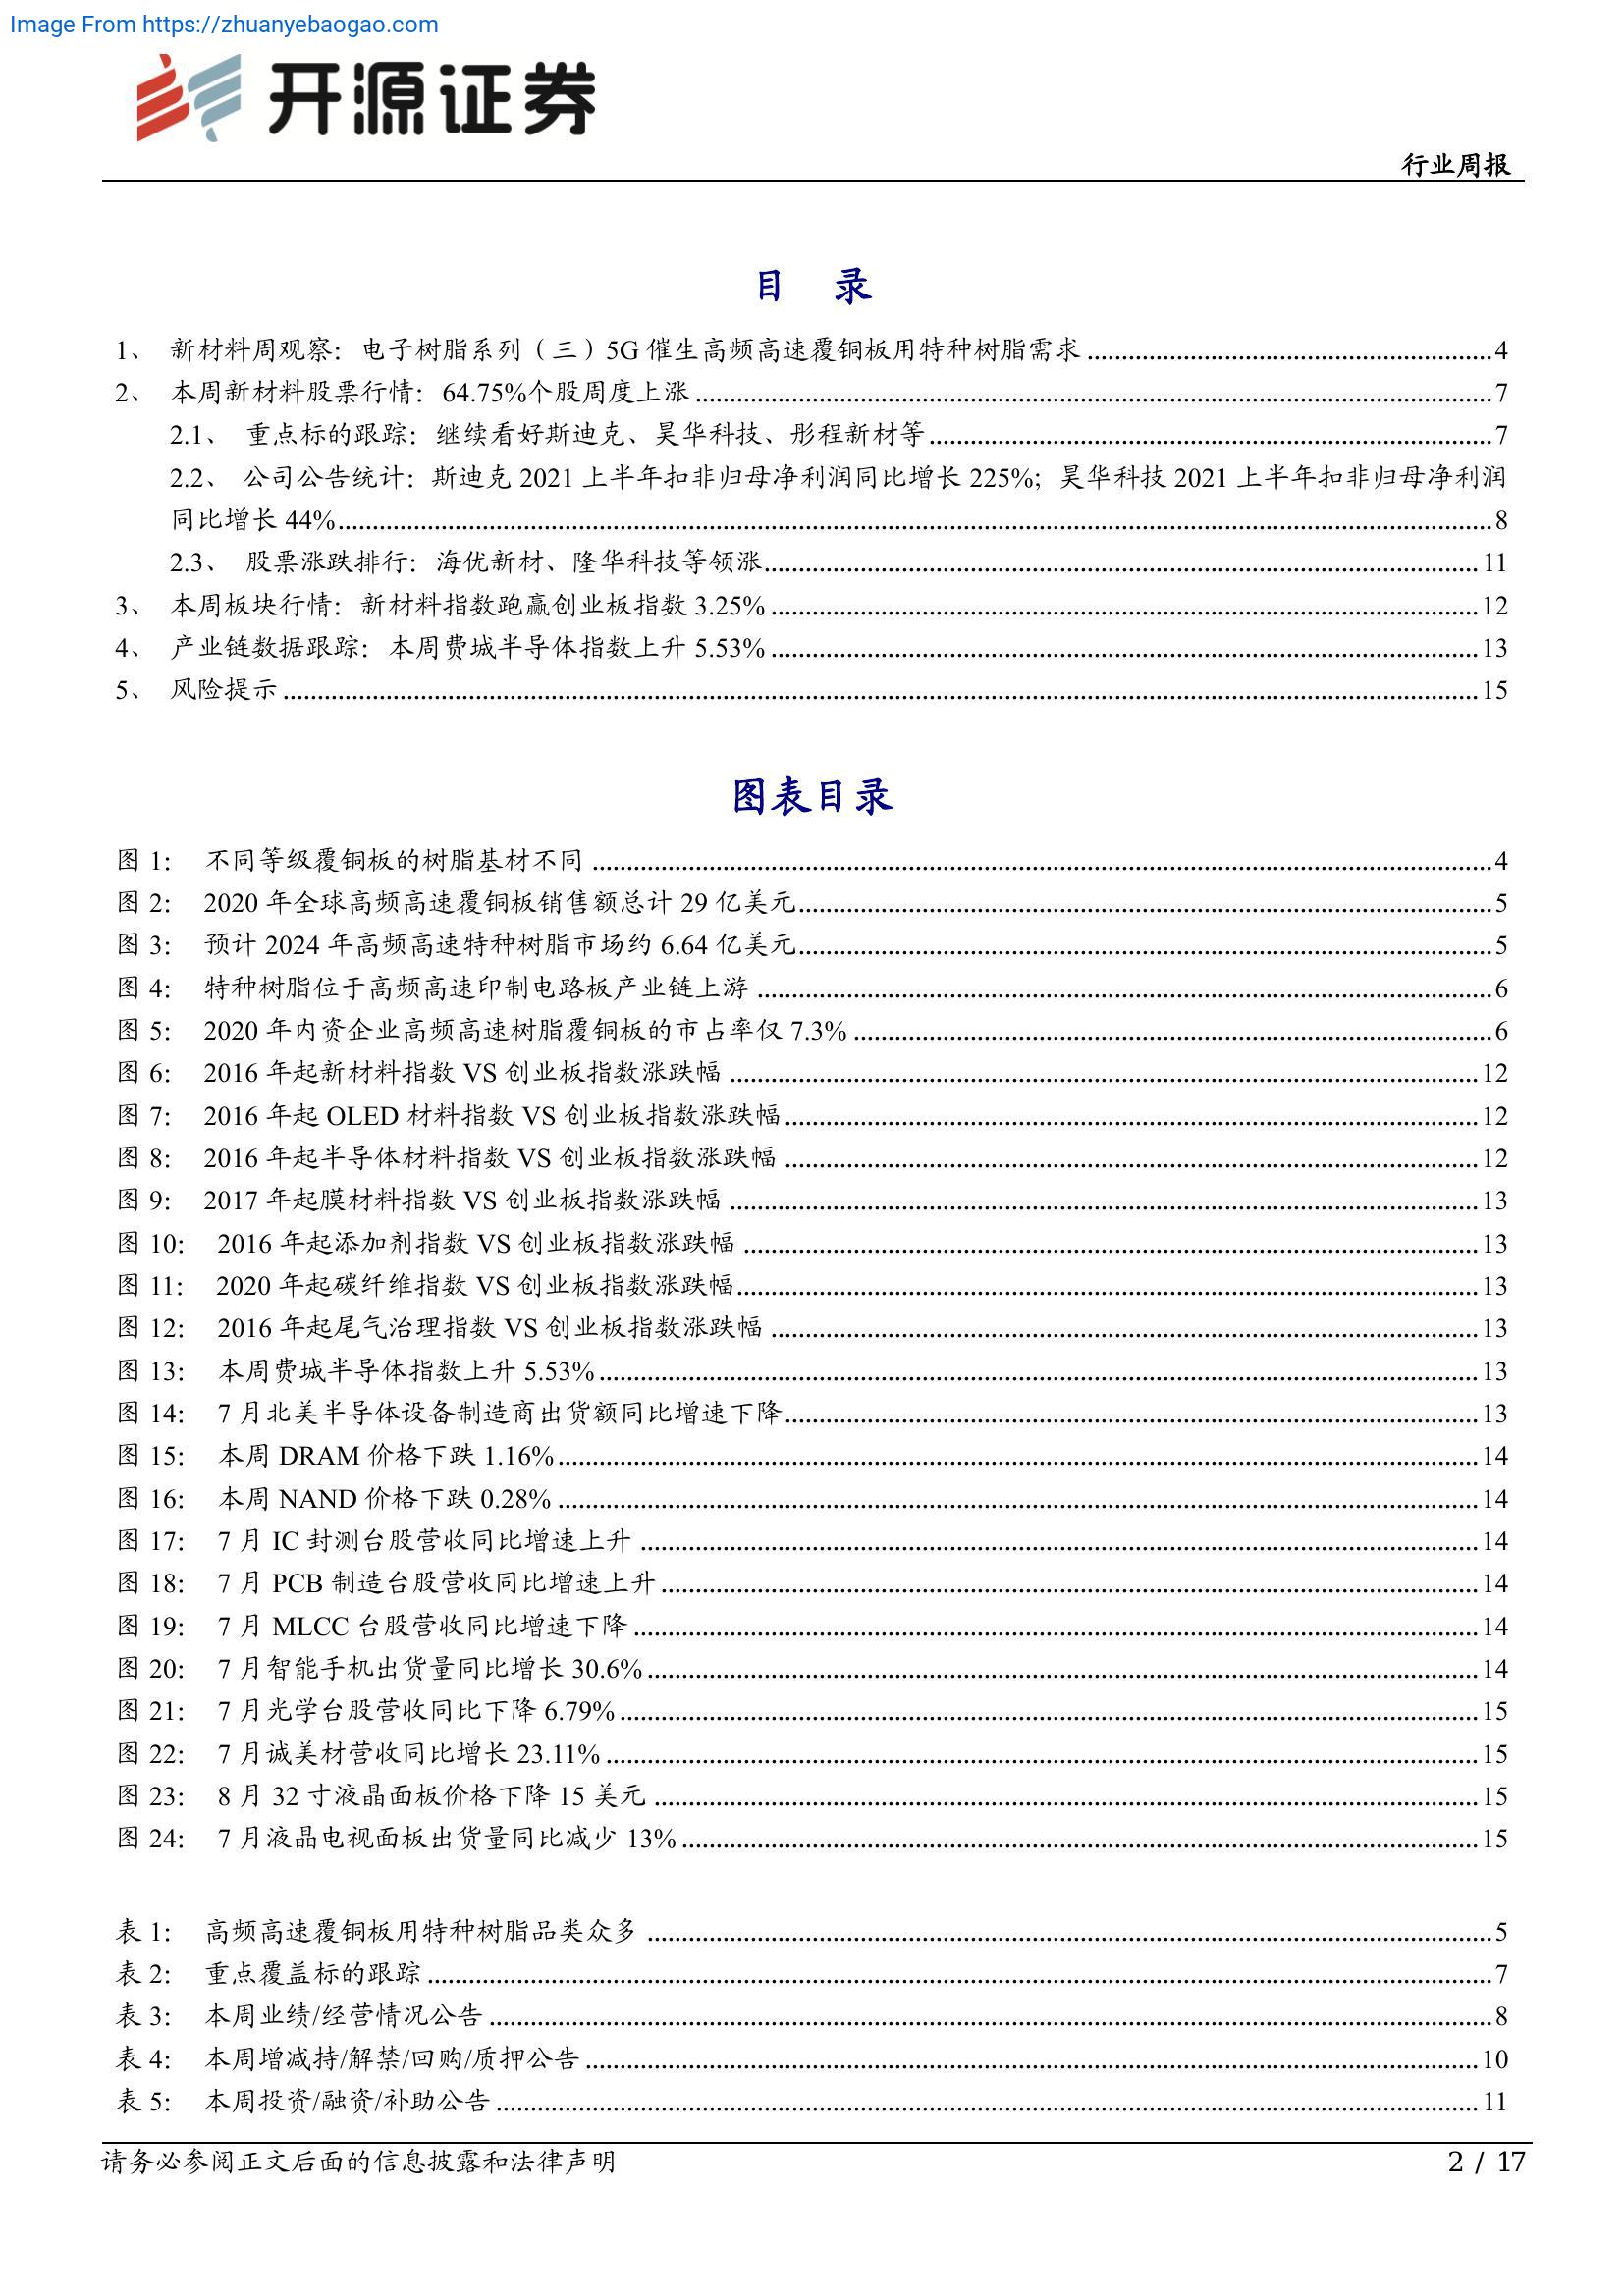 Image From https://zhuanyebaogao.com
开源证券
行业周报
目 录
1、 新材料周观察：电子树脂系列（三）5G 催生高频高速覆铜板用特种树脂需求 4
2、 本周新材料股票行情：64.75%个股周度上涨 7
2.1、 重点标的跟踪：继续看好斯迪克、昊华科技、彤程新材等 7
2.2、 公司公告统计：斯迪克 2021 上半年扣非归母净利润同比增长 225%；昊华科技 2021 上半年扣非归母净利润
同比增长 44% 8
2.3、 股票涨跌排行：海优新材、隆华科技等领涨 11
3、 本周板块行情：新材料指数跑赢创业板指数 3.25% 12
4、 产业链数据跟踪：本周费城半导体指数上升 5.53% 13
5、 风险提示 15
图表目录
图 1： 不同等级覆铜板的树脂基材不同 4
图 2： 2020 年全球高频高速覆铜板销售额总计 29 亿美元 5
图 3： 预计 2024 年高频高速特种树脂市场约 6.64 亿美元 5
图 4： 特种树脂位于高频高速印制电路板产业链上游 6
图 5： 2020 年内资企业高频高速树脂覆铜板的市占率仅 7.3% 6
图 6： 2016 年起新材料指数 VS 创业板指数涨跌幅 12
图 7： 2016 年起 OLED 材料指数 VS 创业板指数涨跌幅 12
图 8： 2016 年起半导体材料指数 VS 创业板指数涨跌幅 12
图 9： 2017 年起膜材料指数 VS 创业板指数涨跌幅 13
图 10： 2016 年起添加剂指数 VS 创业板指数涨跌幅 13
图 11： 2020 年起碳纤维指数 VS 创业板指数涨跌幅 13
图 12： 2016 年起尾气治理指数 VS 创业板指数涨跌幅 13
图 13： 本周费城半导体指数上升 5.53% 13
图 14： 7 月北美半导体设备制造商出货额同比增速下降 13
图 15： 本周 DRAM 价格下跌 1.16% 14
图 16： 本周 NAND 价格下跌 0.28% 14
图 17： 7 月 IC 封测台股营收同比增速上升 14
图 18： 7 月 PCB 制造台股营收同比增速上升 14
图 19： 7 月 MLCC 台股营收同比增速下降 14
图 20： 7 月智能手机出货量同比增长 30.6% 14
图 21： 7 月光学台股营收同比下降 6.79% 15
图 22： 7 月诚美材营收同比增长 23.11% 15
图 23： 8 月 32 寸液晶面板价格下降 15 美元 15
图 24： 7 月液晶电视面板出货量同比减少 13% 15
表 1： 高频高速覆铜板用特种树脂品类众多 5
表 2： 重点覆盖标的跟踪 7
表 3： 本周业绩/经营情况公告 8
表 4： 本周增减持/解禁/回购/质押公告 10
表 5： 本周投资/融资/补助公告 11
请务必参阅正文后面的信息披露和法律声明 2 / 17